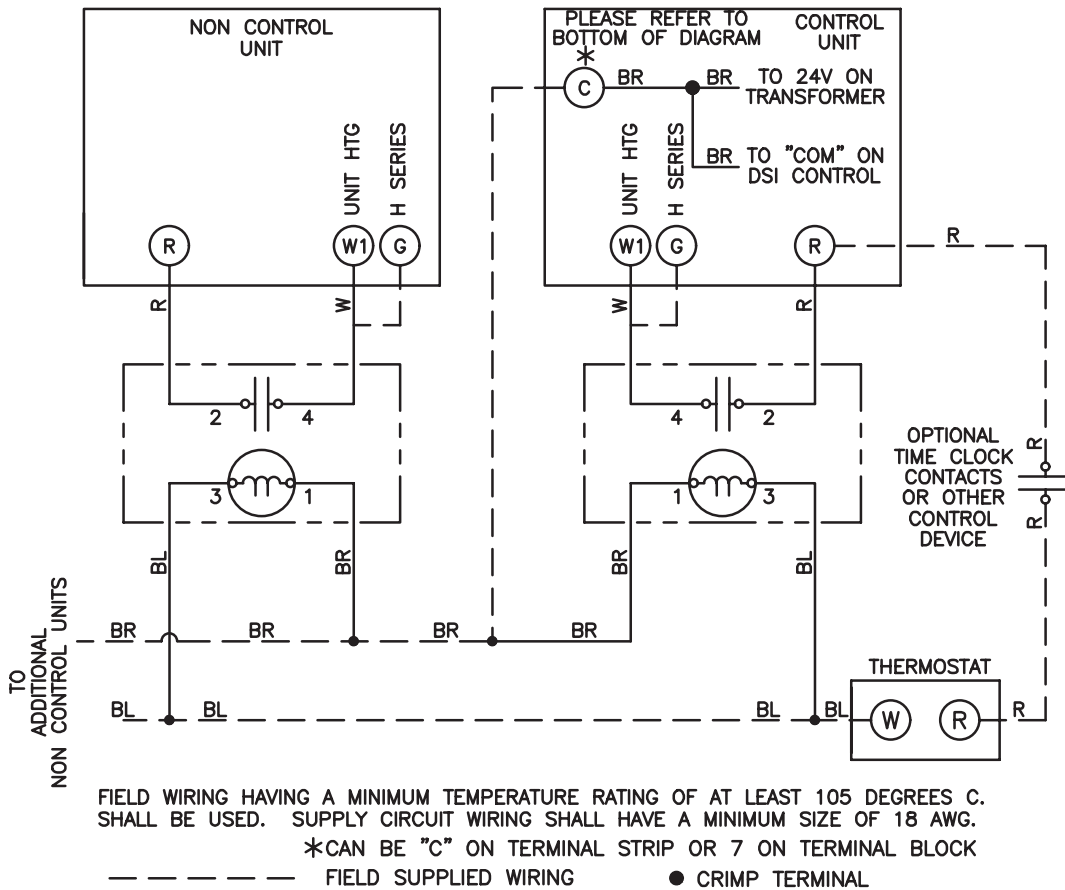 NON CONTROL
UNIT
PLEASE REFER TO
BOTTOM OF DIAGRAM
*
CONTROL
UNIT
C
BR
BR
TO 24V ON
TRANSFORMER
BR
TO "COM" ON
DSI CONTROL
UNIT HTG
H SERIES
UNIT HTG
H SERIES
R
W1
G
W1
G
R
R
R
W
W
R
2
4
4
2
3
1
1
3
OPTIONAL
TIME CLOCK
CONTACTS
OR OTHER
CONTROL
DEVICE
R
R
BL
BR
BR
BL
TO
ADDITIONAL
NON CONTROL UNITS
BR
BR
BR
BR
THERMOSTAT
BL
BL
BL
BL
W
R
R
FIELD WIRING HAVING A MINIMUM TEMPERATURE RATING OF AT LEAST 105 DEGREES C.
SHALL BE USED. SUPPLY CIRCUIT WIRING SHALL HAVE A MINIMUM SIZE OF 18 AWG.
*CAN BE "C" ON TERMINAL STRIP OR 7 ON TERMINAL BLOCK
FIELD SUPPLIED WIRING
CRIMP TERMINAL